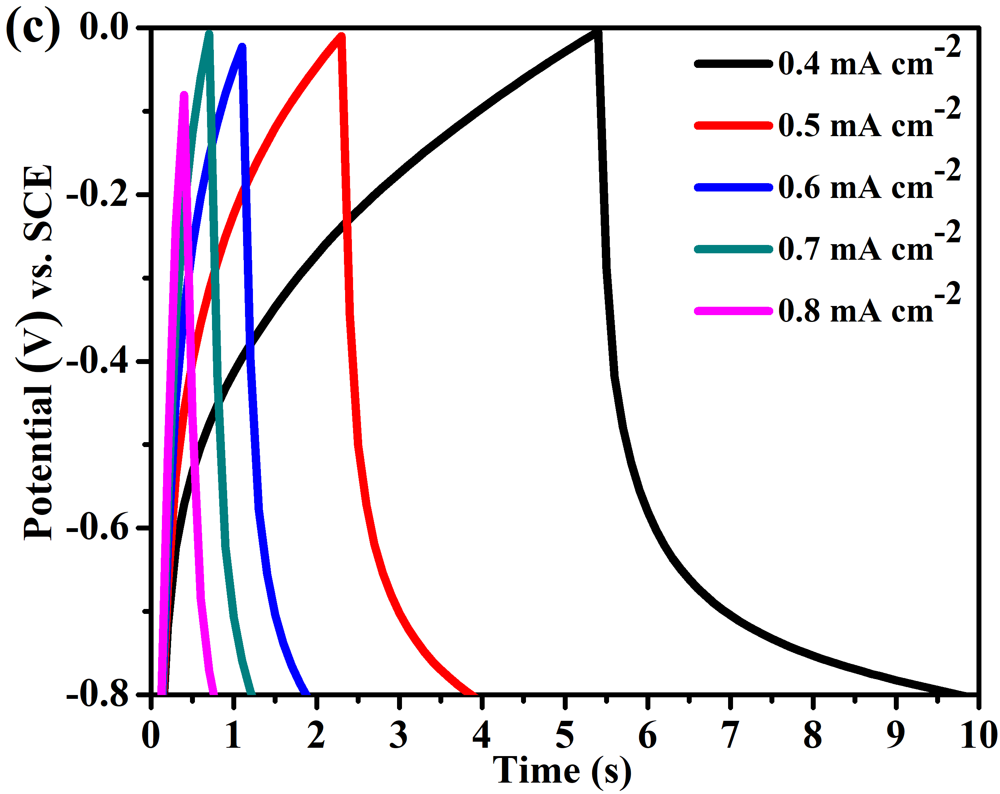 (c)
0.0
-0.2
-0.4
-0.6
-0.8
Potential (V) vs. SCE
0.4 mA cm-2
0.5 mA cm-2
0.6 mA cm-2
0.7 mA cm-2
0.8 mA cm-2
0 1 2 3 4 5 6 7 8 9 10
Time (s)